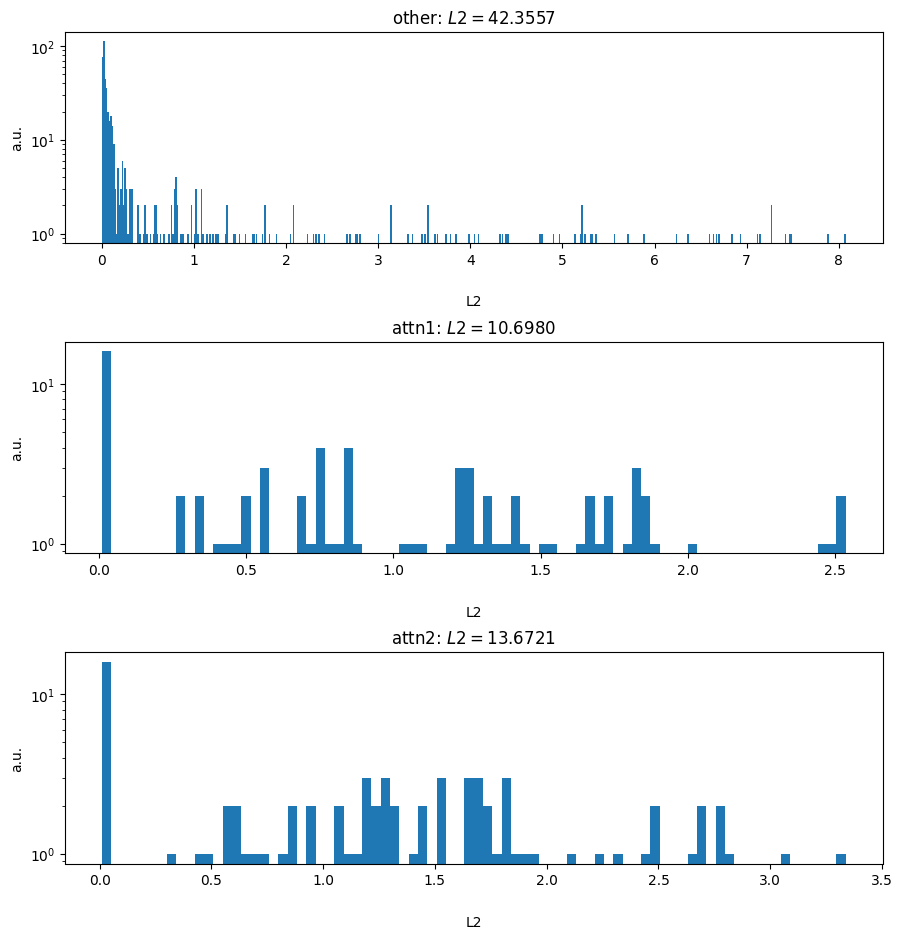 other: L2 = 42.3557
10²
10¹
10⁰
a.u.
0 1 2 3 4 5 6 7 8
L2
attn1: L2 = 10.6980
10¹
10⁰
a.u.
0.0 0.5 1.0 1.5 2.0 2.5
L2
attn2: L2 = 13.6721
10¹
10⁰
a.u.
0.0 0.5 1.0 1.5 2.0 2.5 3.0 3.5
L2